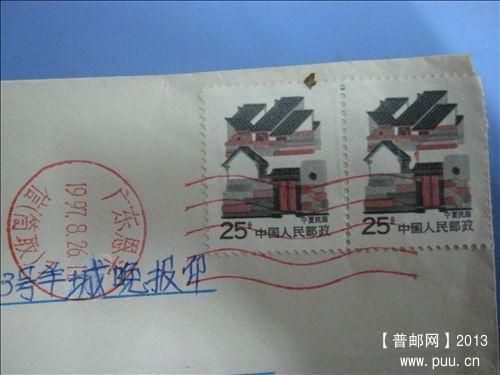 25分 中国人民邮政
宁夏民居
25分 中国人民邮政
宁夏民居
广东恩
1997.8.26
3号羊城晚报
【普邮网】2013
www.puu.cn